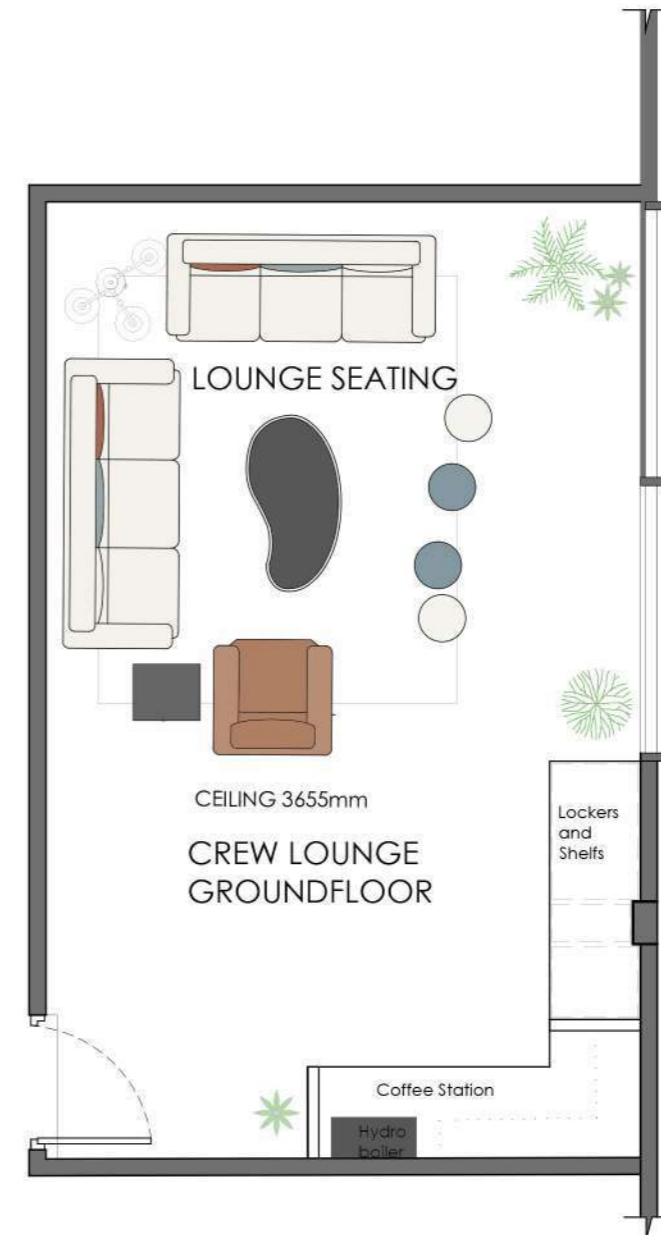 LOUNGE SEATING
CEILING 3655mm
CREW LOUNGE
GROUNDFLOOR
Lockers
and
Shelfs
Coffee Station
Hydro
boiler